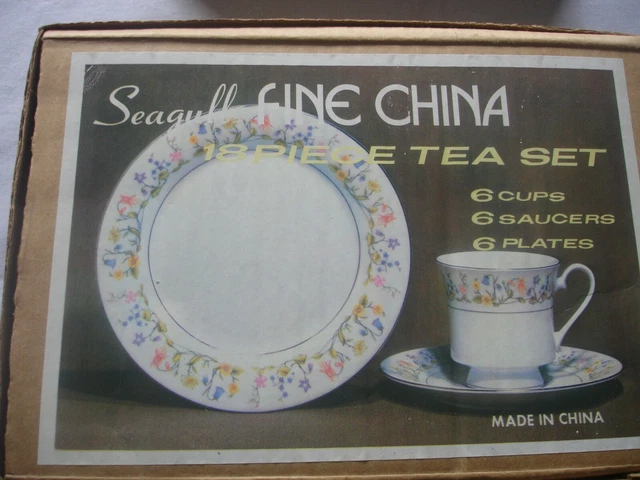 Seagull FINE CHINA
18 PIECE TEA SET
6 CUPS
6 SAUCERS
6 PLATES
MADE IN CHINA